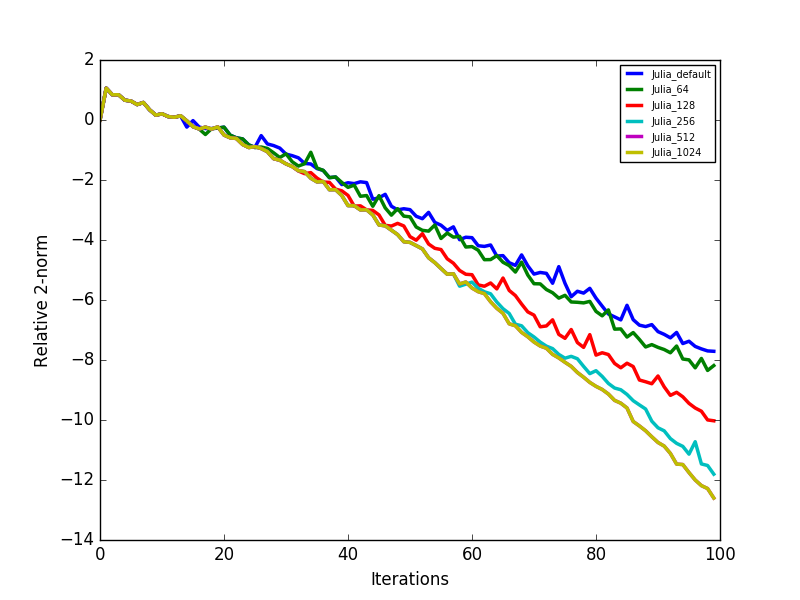 2
0
−2
−4
−6
−8
−10
−12
−14
0 20 40 60 80 100
Relative 2-norm
Iterations
Julia_default
Julia_64
Julia_128
Julia_256
Julia_512
Julia_1024